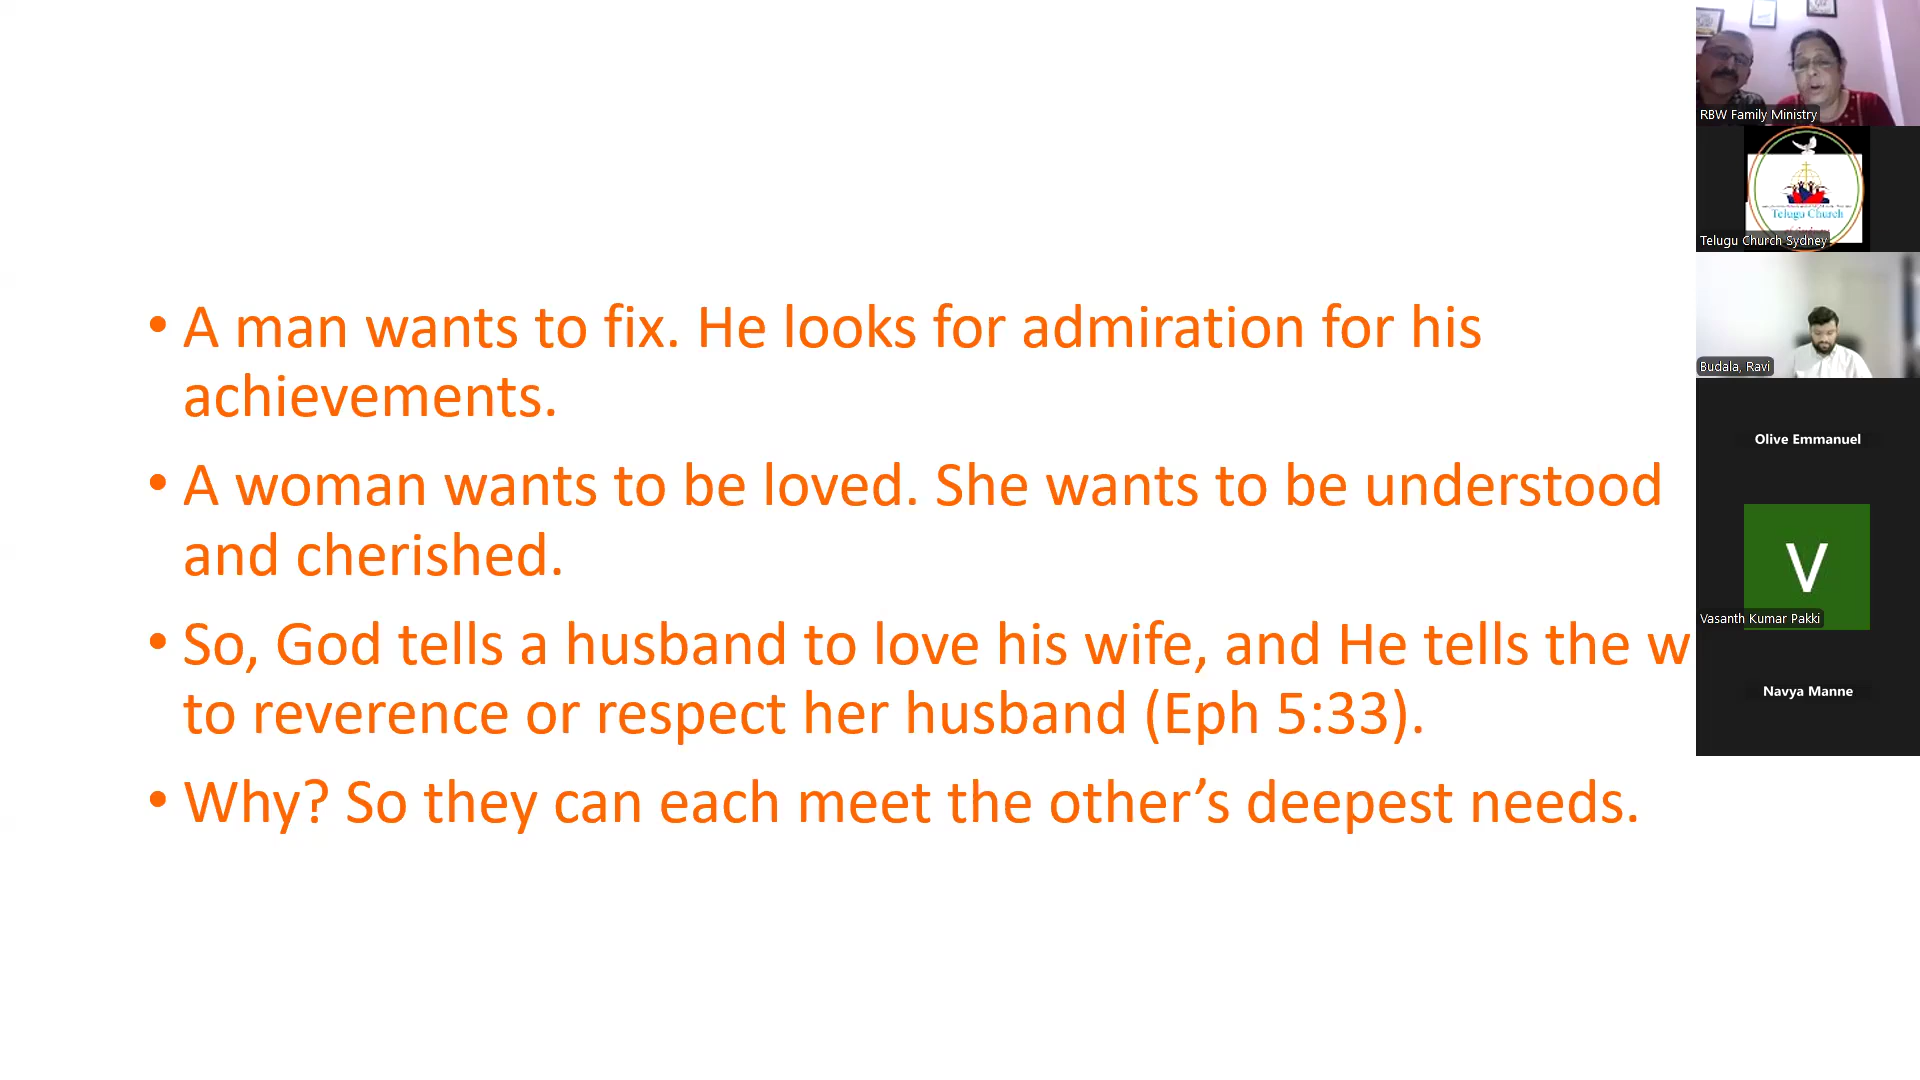 • A man wants to fix. He looks for admiration for his
achievements.
• A woman wants to be loved. She wants to be understood
and cherished.
• So, God tells a husband to love his wife, and He tells the w
to reverence or respect her husband (Eph 5:33).
• Why? So they can each meet the other’s deepest needs.
RBW Family Ministry
Telugu Church
Telugu Church Sydney
Budala, Ravi
Olive Emmanuel
V
Vasanth Kumar Pakki
Navya Manne